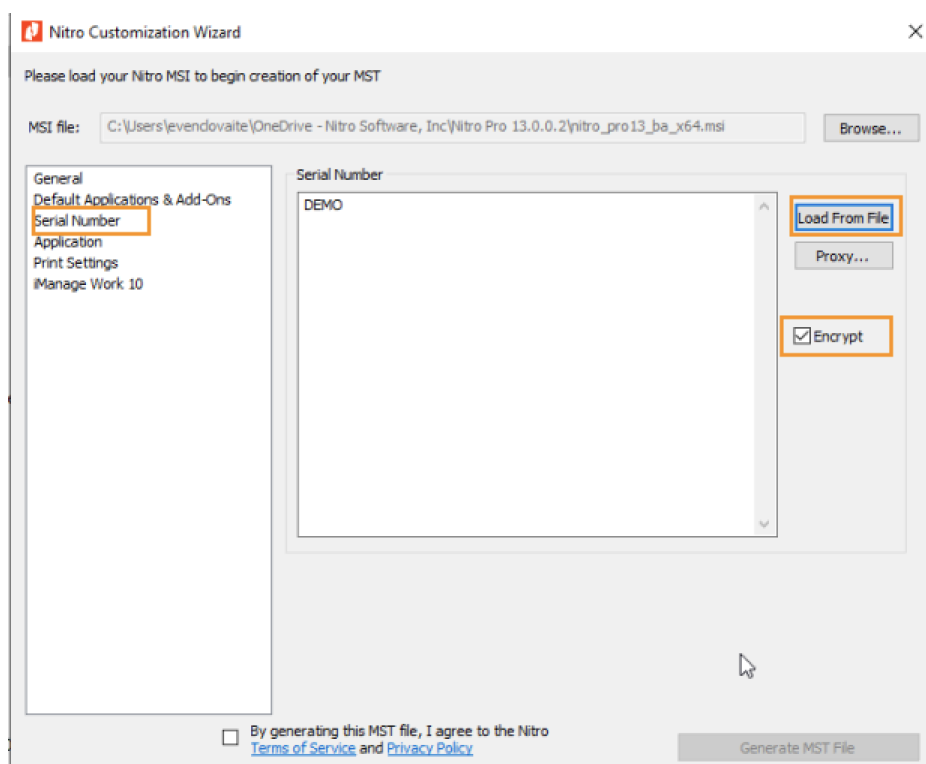 Nitro Customization Wizard
Please load your Nitro MSI to begin creation of your MST
MSI file: C:\Users\evendovaite\OneDrive - Nitro Software, Inc\Nitro Pro 13.0.0.2\nitro_pro13_ba_x64.msi Browse...
General
Default Applications & Add-Ons
Serial Number
Application
Print Settings
iManage Work 10
Serial Number
DEMO
Load From File
Proxy...
Encrypt
By generating this MST file, I agree to the Nitro
Terms of Service and Privacy Policy
Generate MST File